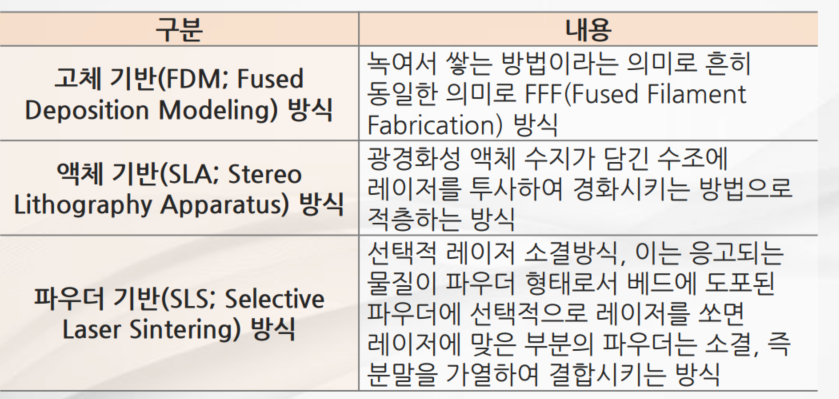 구분
내용
고체 기반(FDM; Fused
Deposition Modeling) 방식
녹여서 쌓는 방법이라는 의미로 흔히
동일한 의미로 FFF(Fused Filament
Fabrication) 방식
액체 기반(SLA; Stereo
Lithography Apparatus) 방식
광경화성 액체 수지가 담긴 수조에
레이저를 투사하여 경화시키는 방법으로
적층하는 방식
파우더 기반(SLS; Selective
Laser Sintering) 방식
선택적 레이저 소결방식, 이는 응고되는
물질이 파우더 형태로서 베드에 도포된
파우더에 선택적으로 레이저를 쏘면
레이저에 맞은 부분의 파우더는 소결, 즉
분말을 가열하여 결합시키는 방식